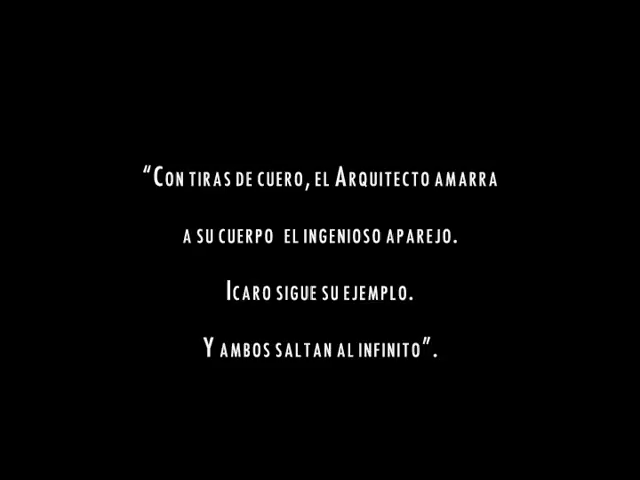 “Con tiras de cuero, el Arquitecto amarra
a su cuerpo el ingenioso aparejo.
Icaro sigue su ejemplo.
Y ambos saltan al infinito”.